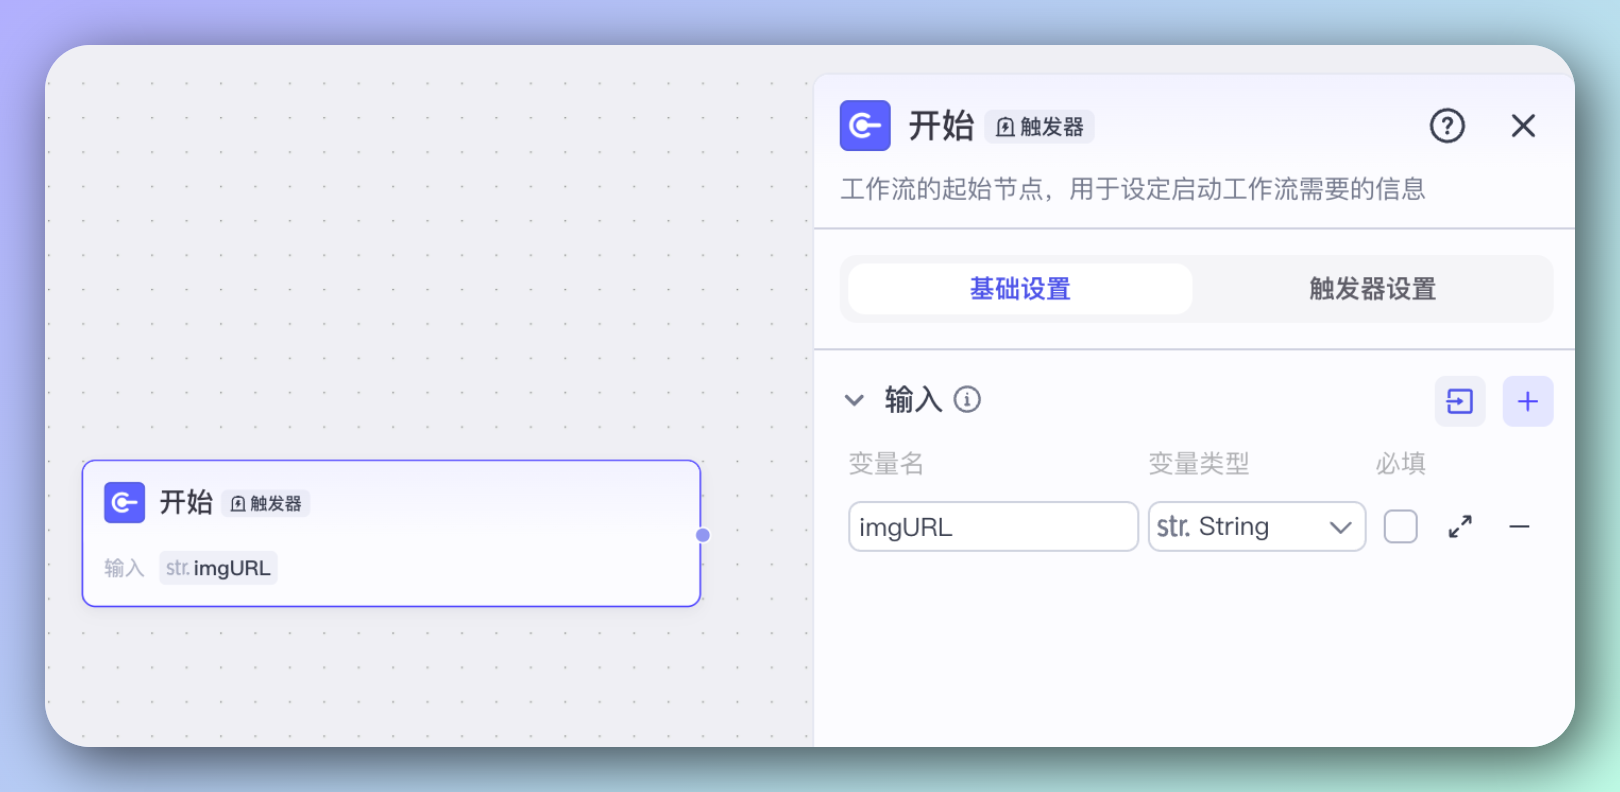 开始 触发器
输入 str. imgURL
开始 触发器
工作流的起始节点，用于设定启动工作流需要的信息
基础设置 触发器设置
输入
变量名 变量类型 必填
imgURL str. String